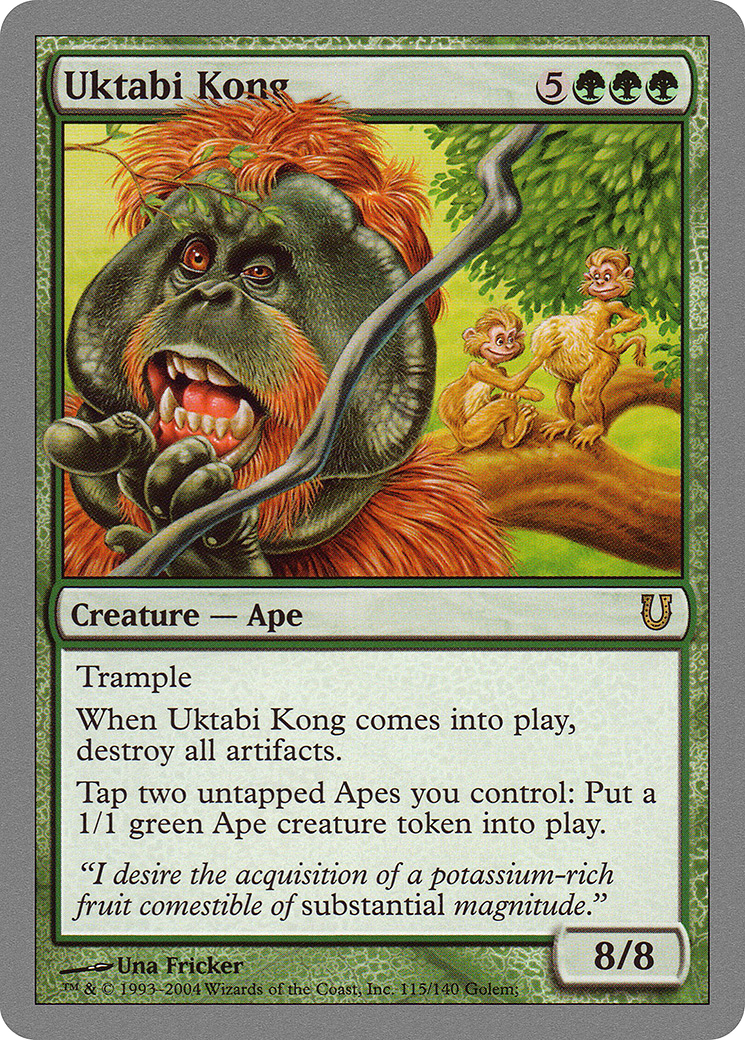 Uktabi Kong 5
Creature — Ape
Trample
When Uktabi Kong comes into play,
destroy all artifacts.
Tap two untapped Apes you control: Put a
1/1 green Ape creature token into play.
“I desire the acquisition of a potassium-rich
fruit comestible of substantial magnitude.”
8/8
Una Fricker
™ & © 1993–2004 Wizards of the Coast, Inc. 115/140 Golem;